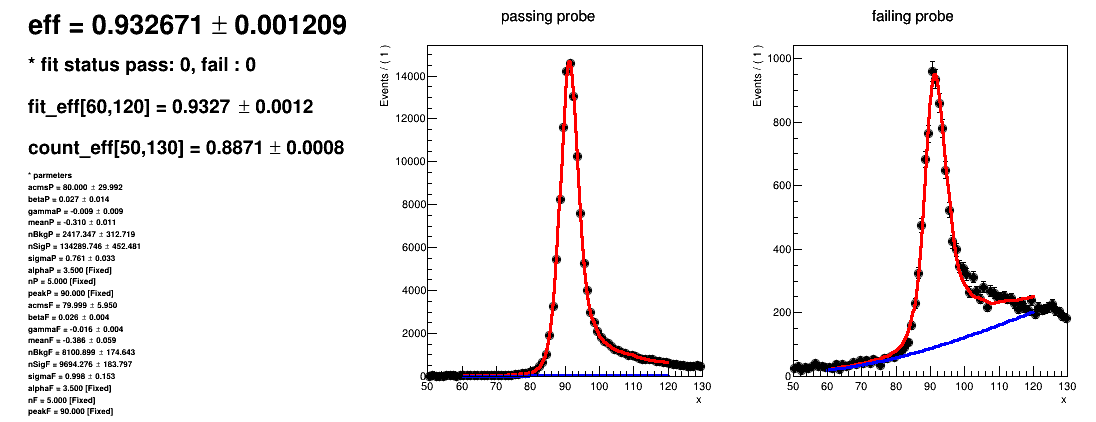 eff = 0.932671 ± 0.001209
* fit status pass: 0, fail : 0
fit_eff[60,120] = 0.9327 ± 0.0012
count_eff[50,130] = 0.8871 ± 0.0008
* parmeters
acmsP = 80.000 ± 29.992
betaP = 0.027 ± 0.014
gammaP = -0.009 ± 0.009
meanP = -0.310 ± 0.011
nBkgP = 2417.347 ± 312.719
nSigP = 134289.746 ± 452.481
sigmaP = 0.761 ± 0.033
alphaP = 3.500 [Fixed]
nP = 5.000 [Fixed]
peakP = 90.000 [Fixed]
acmsF = 79.999 ± 5.950
betaF = 0.026 ± 0.004
gammaF = -0.016 ± 0.004
meanF = -0.386 ± 0.059
nBkgF = 8100.899 ± 174.643
nSigF = 9694.276 ± 183.797
sigmaF = 0.998 ± 0.153
alphaF = 3.500 [Fixed]
nF = 5.000 [Fixed]
peakF = 90.000 [Fixed]
passing probe
Events / ( 1 )
14000
12000
10000
8000
6000
4000
2000
0
50 60 70 80 90 100 110 120 130
x
failing probe
Events / ( 1 )
1000
800
600
400
200
0
50 60 70 80 90 100 110 120 130
x